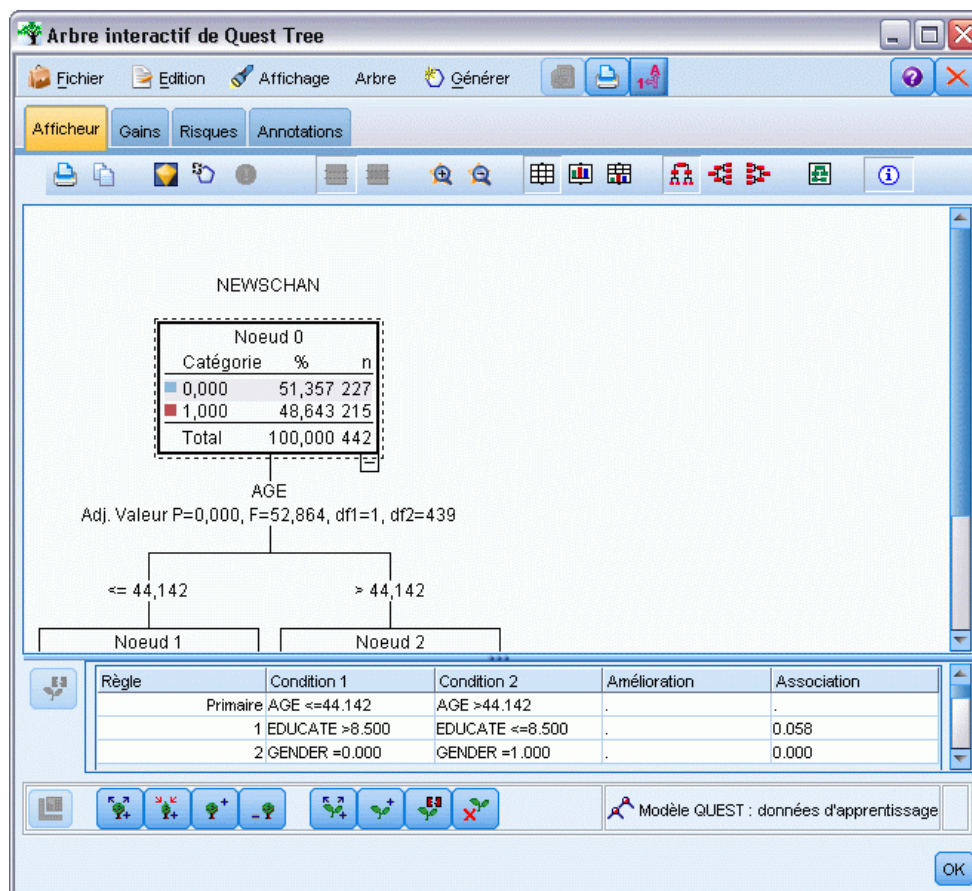 Arbre interactif de Quest Tree
Fichier Edition Affichage Arbre Générer
Afficheur Gains Risques Annotations
NEWSCHAN
Noeud 0
Catégorie % n
0,000 51,357 227
1,000 48,643 215
Total 100,000 442
AGE
Adj. Valeur P=0,000, F=52,864, df1=1, df2=439
<= 44,142 > 44,142
Noeud 1 Noeud 2
Règle Condition 1 Condition 2 Amélioration Association
Primaire AGE <=44.142 AGE >44.142 . .
1 EDUCATE >8.500 EDUCATE <=8.500 . 0.058
2 GENDER =0.000 GENDER =1.000 . 0.000
Modèle QUEST : données d'apprentissage
OK